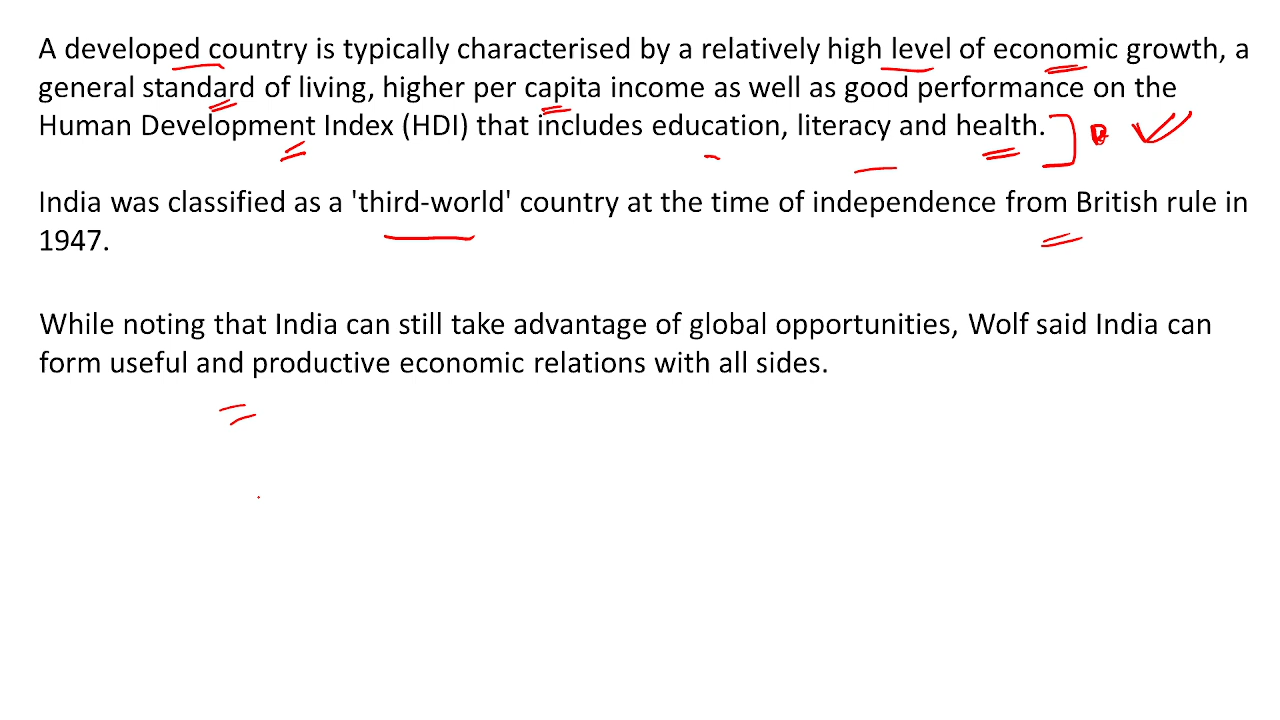 A developed country is typically characterised by a relatively high level of economic growth, a
general standard of living, higher per capita income as well as good performance on the
Human Development Index (HDI) that includes education, literacy and health.
India was classified as a 'third-world' country at the time of independence from British rule in
1947.
While noting that India can still take advantage of global opportunities, Wolf said India can
form useful and productive economic relations with all sides.